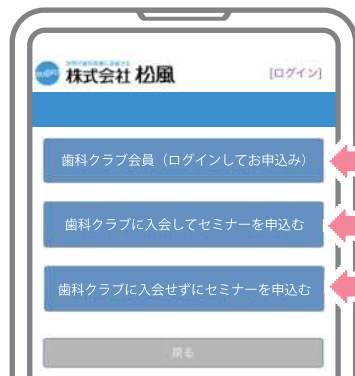 株式会社 松風
[ログイン]
歯科クラブ会員（ログインしてお申込み）
歯科クラブに入会してセミナーを申込む
歯科クラブに入会せずにセミナーを申込む
戻る